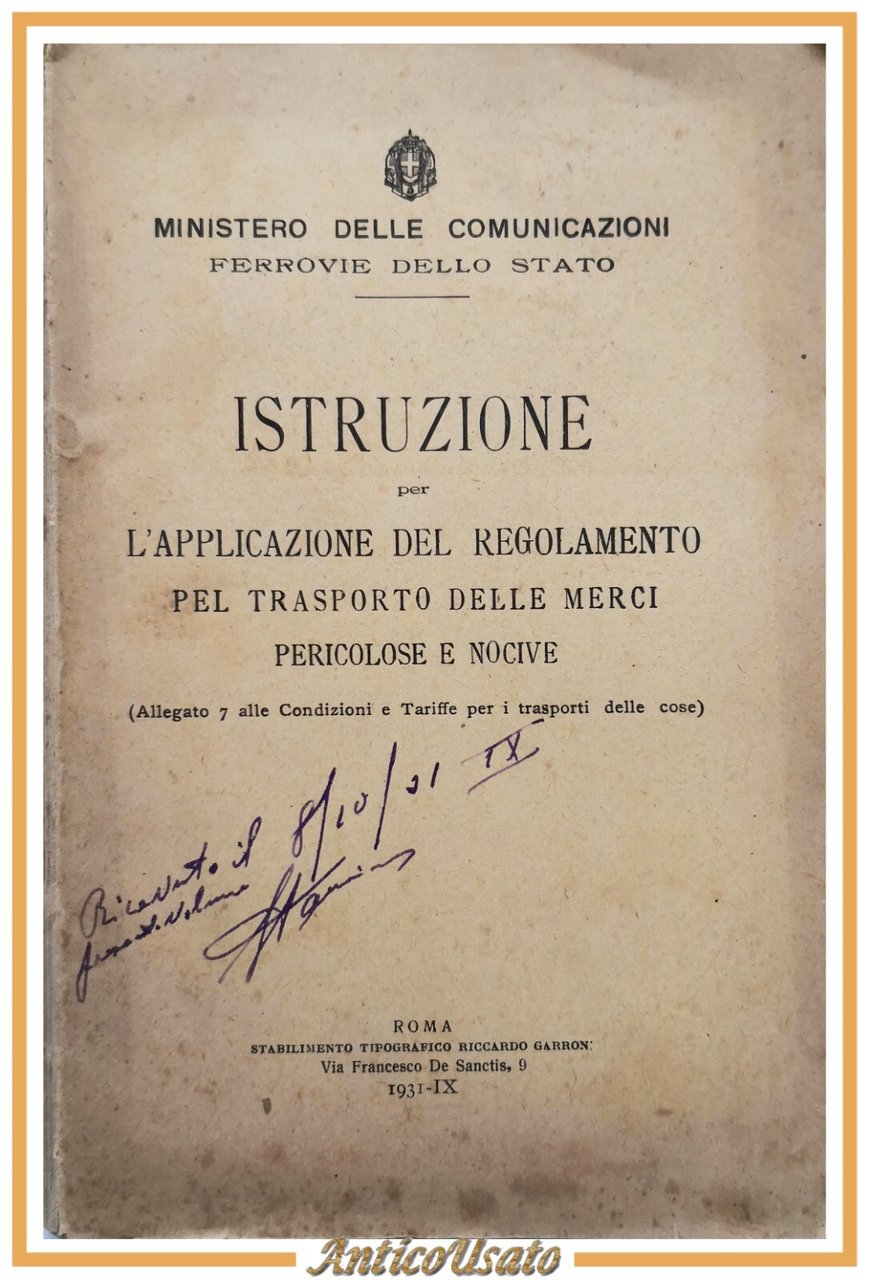 MINISTERO DELLE COMUNICAZIONI
FERROVIE DELLO STATO
ISTRUZIONE
per
L'APPLICAZIONE DEL REGOLAMENTO
PEL TRASPORTO DELLE MERCI
PERICOLOSE E NOCIVE
(Allegato 7 alle Condizioni e Tariffe per i trasporti delle cose)
Ricevuto il 8/10/31 IX
ROMA
STABILIMENTO TIPOGRAFICO RICCARDO GARRONI
Via Francesco De Sanctis, 9
1931-IX
AnticoUsato